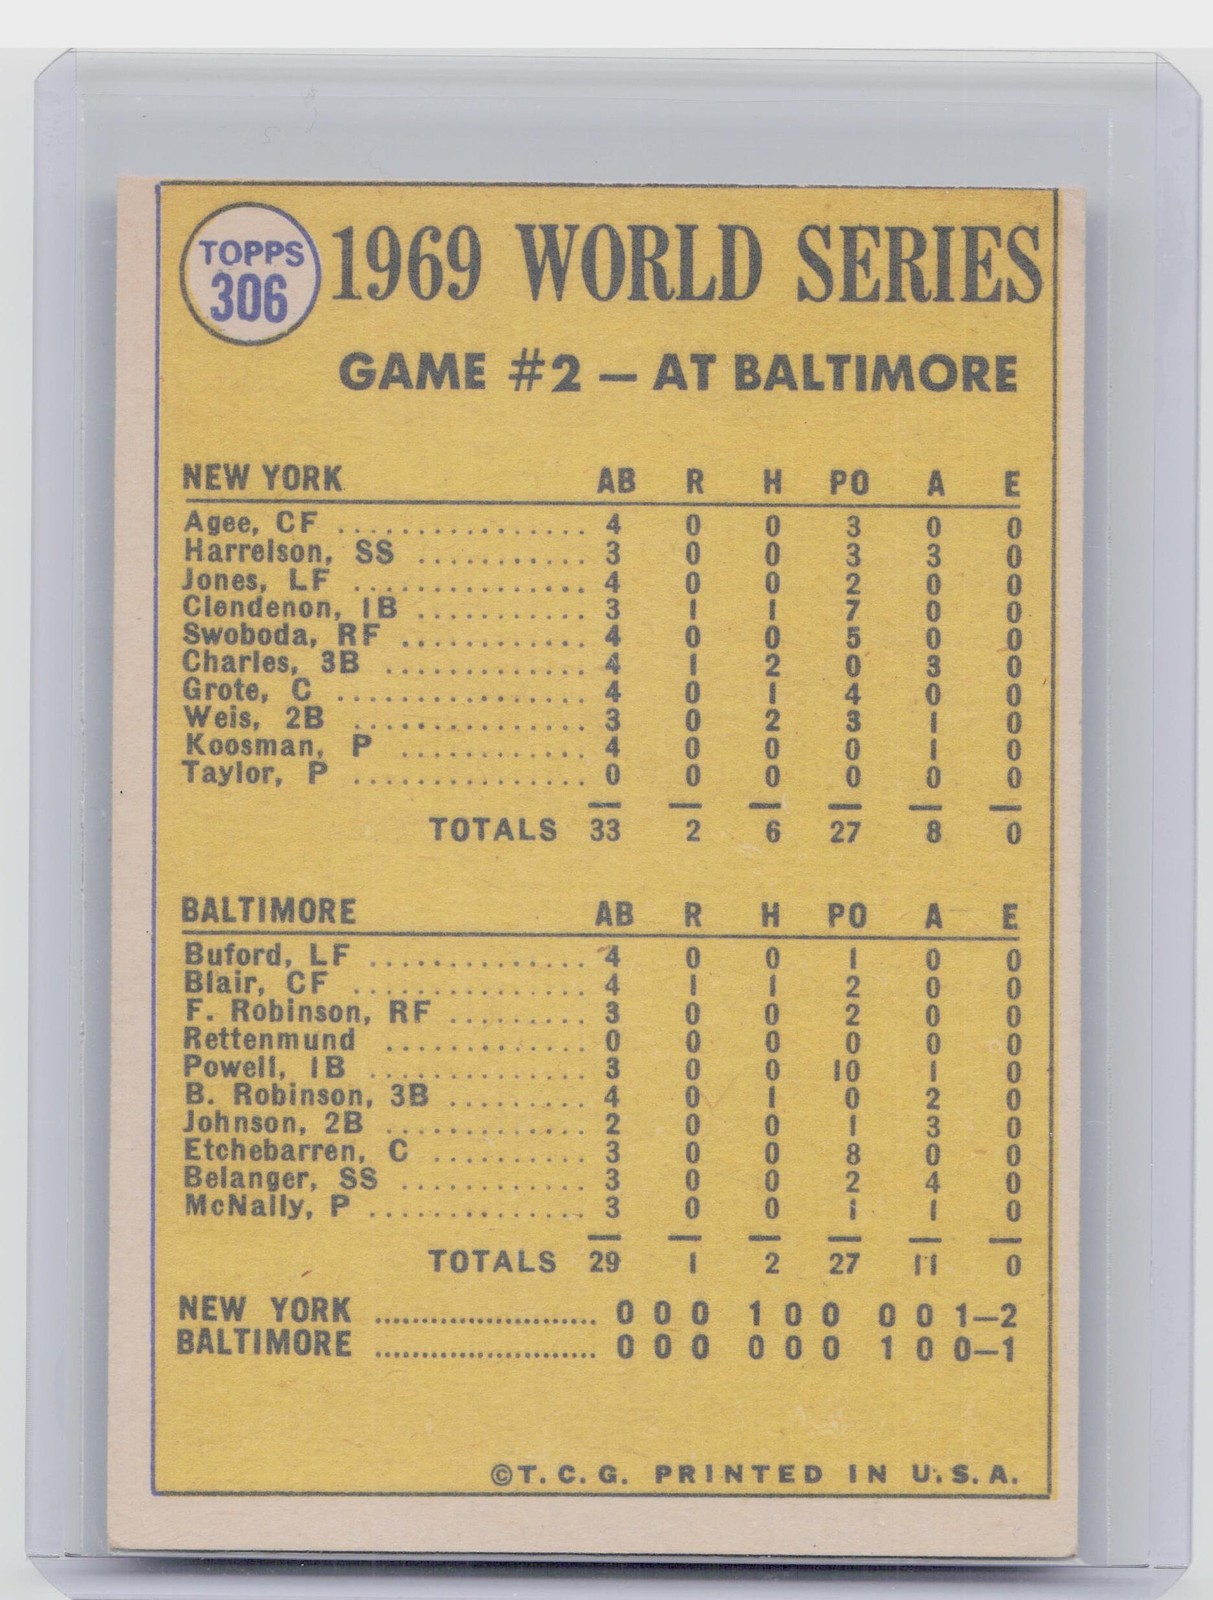 TOPPS
306
1969 WORLD SERIES
GAME #2 — AT BALTIMORE
NEW YORK AB R H PO A E
Agee, CF ................ 4 0 0 3 0 0
Harrelson, SS ........... 3 0 0 3 3 0
Jones, LF ............... 4 0 0 2 0 0
Clendenon, 1B ........... 3 1 1 7 0 0
Swoboda, RF ............ 4 0 0 5 0 0
Charles, 3B ............. 4 1 2 0 3 0
Grote, C ................ 4 0 1 4 0 0
Weis, 2B ............... 3 0 2 3 1 0
Koosman, P ............ 4 0 0 0 1 0
Taylor, P ............... 0 0 0 0 0 0
TOTALS 33 2 6 27 8 0
BALTIMORE AB R H PO A E
Buford, LF .............. 4 0 0 1 0 0
Blair, CF ............... 4 1 1 2 0 0
F. Robinson, RF ......... 3 0 0 2 0 0
Rettenmund ............. 0 0 0 0 0 0
Powell, 1B .............. 3 0 0 10 1 0
B. Robinson, 3B ......... 4 0 1 0 2 0
Johnson, 2B ........... 2 0 0 1 3 0
Etchebarren, C .......... 3 0 0 8 0 0
Belanger, SS ............ 3 0 0 2 4 0
McNally, P .............. 3 0 0 1 1 0
TOTALS 29 1 2 27 11 0
NEW YORK ........................ 0 0 0 1 0 0 0 0 1—2
BALTIMORE ........................ 0 0 0 0 0 0 1 0 0—1
©T. C. G. PRINTED IN U.S.A.